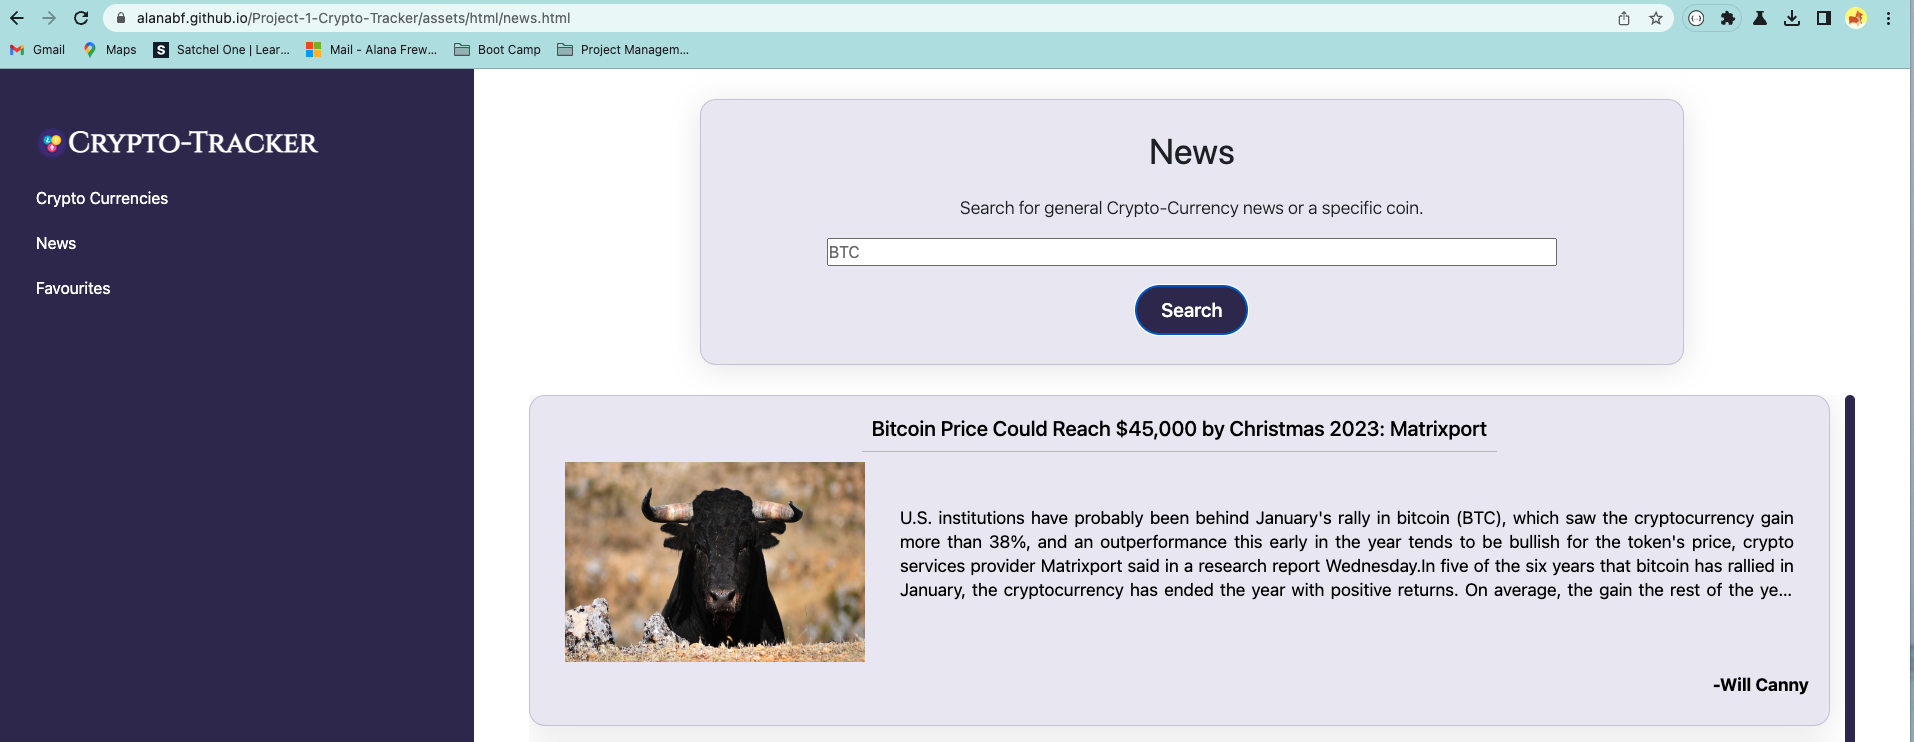 alanabf.github.io/Project-1-Crypto-Tracker/assets/html/news.html
Gmail Maps S Satchel One | Lear... Mail - Alana Frew... Boot Camp Project Managem...
CRYPTO-TRACKER
Crypto Currencies
News
Favourites
News
Search for general Crypto-Currency news or a specific coin.
BTC
Search
Bitcoin Price Could Reach $45,000 by Christmas 2023: Matrixport
U.S. institutions have probably been behind January's rally in bitcoin (BTC), which saw the cryptocurrency gain
more than 38%, and an outperformance this early in the year tends to be bullish for the token's price, crypto
services provider Matrixport said in a research report Wednesday.In five of the six years that bitcoin has rallied in
January, the cryptocurrency has ended the year with positive returns. On average, the gain the rest of the ye...
-Will Canny